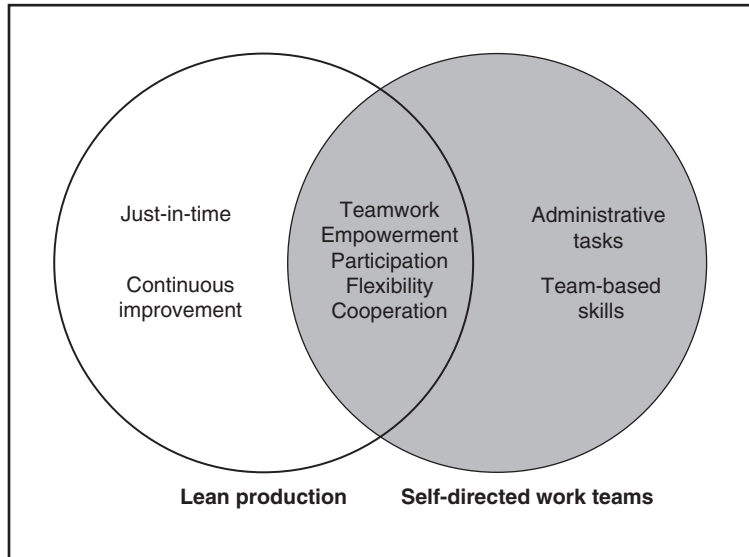 Just-in-time
Continuous
improvement
Teamwork
Empowerment
Participation
Flexibility
Cooperation
Administrative
tasks
Team-based
skills
Lean production
Self-directed work teams